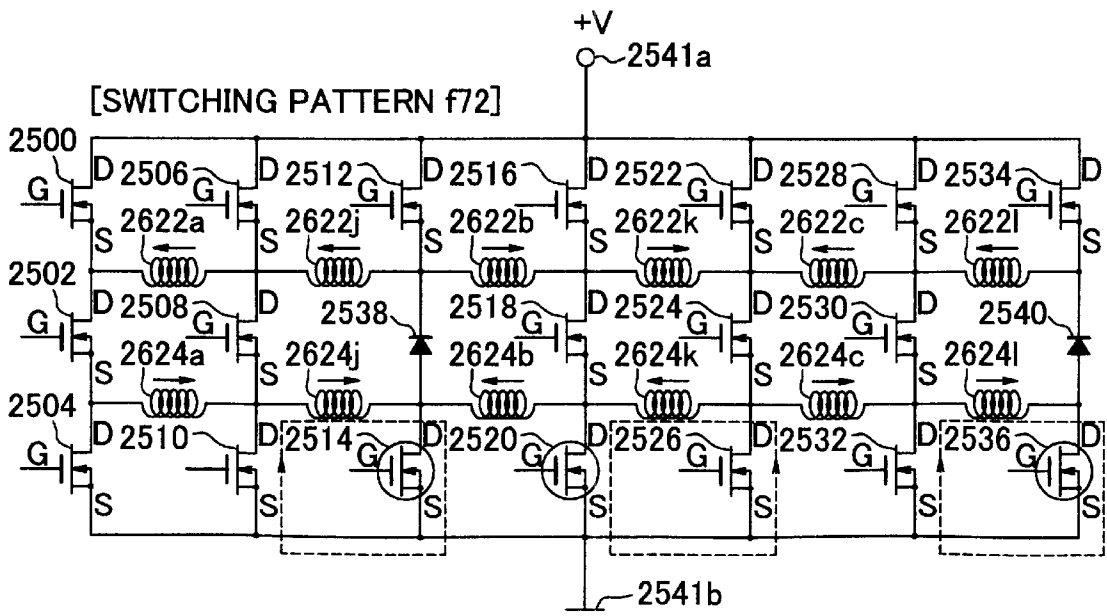 +V
2541a
[SWITCHING PATTERN f72]
2500 D 2506 D 2512 D 2516 D 2522 D 2528 D 2534 D
G G G G G G G
S S S S S S S
2622a 2622j 2622b 2622k 2622c 2622l
2502 D 2508 D 2538 2518 D 2524 D 2530 D 2540
G G G G G
S S S S S
2624a 2624j 2624b 2624k 2624c 2624l
2504 D 2510 D 2514 D 2520 D 2526 D 2532 D 2536 D
G G G G G G
S S S S S S S
2541b